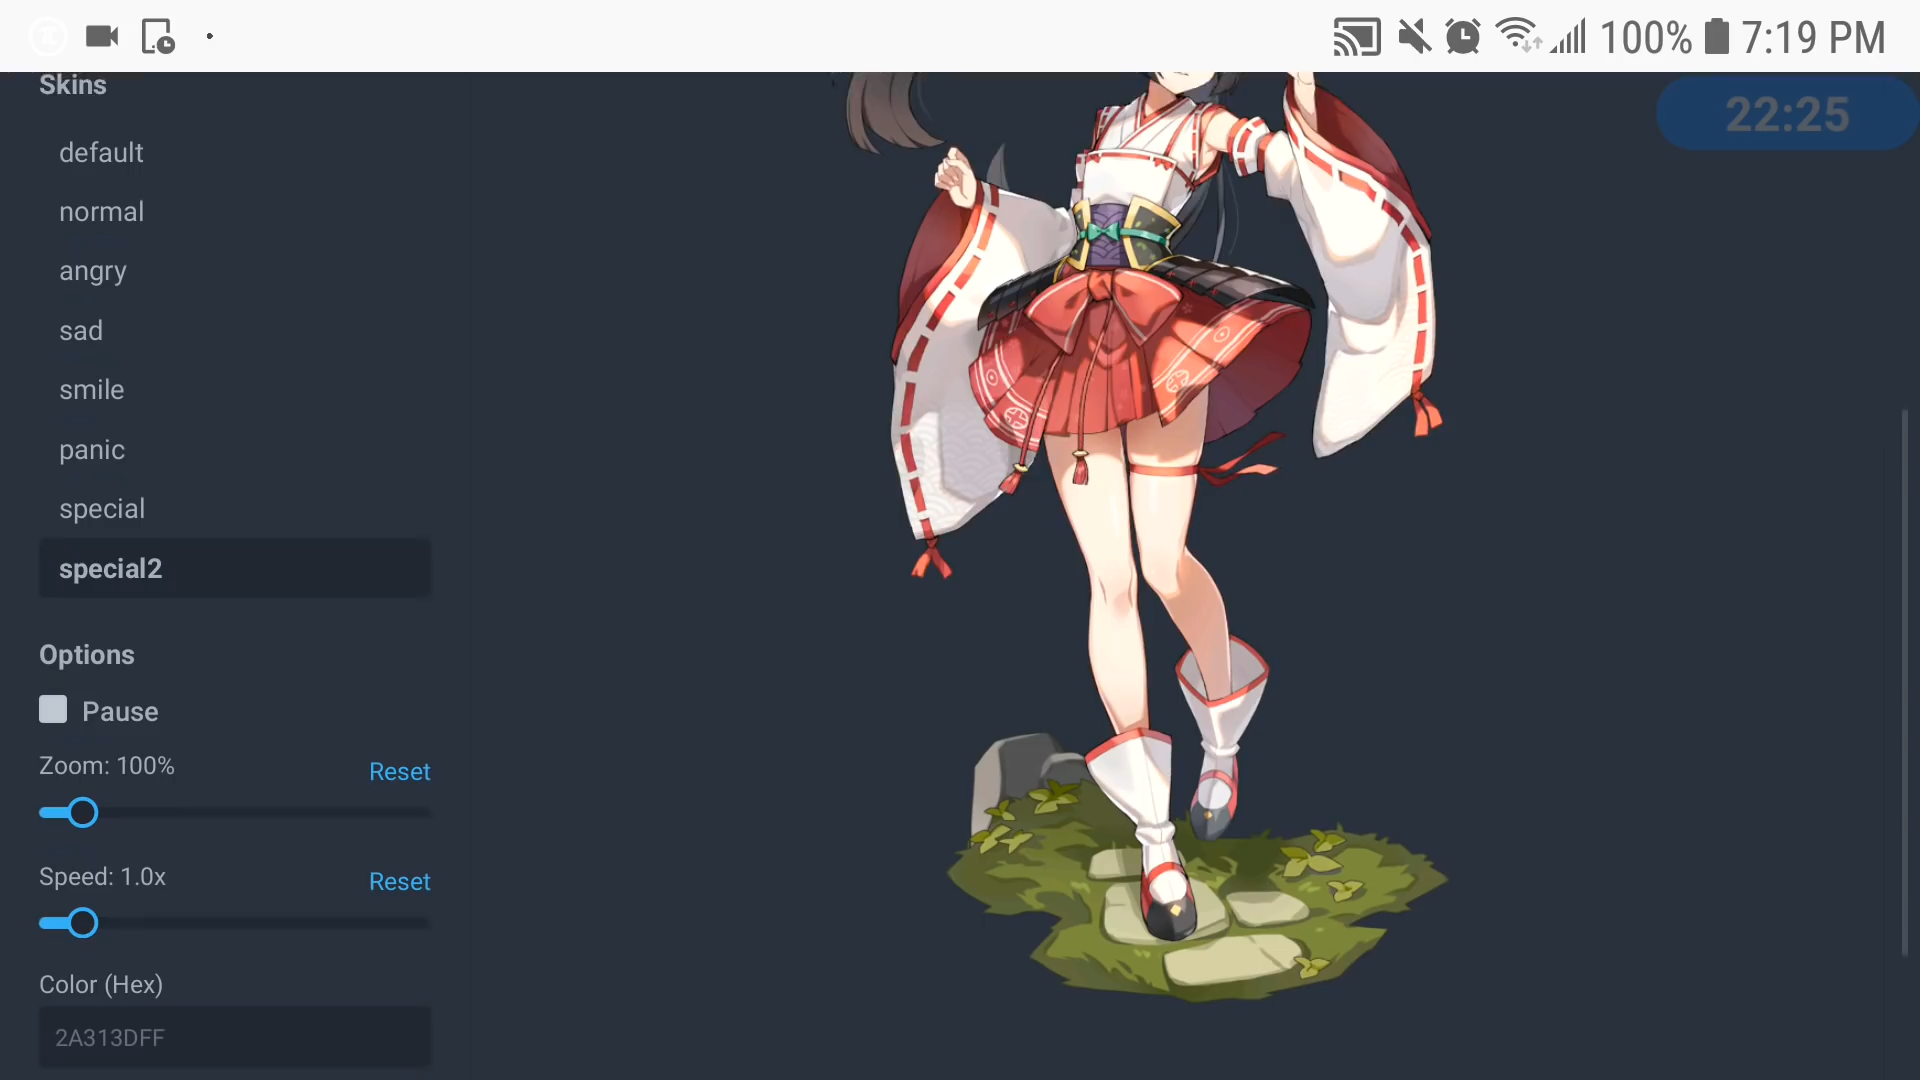 100% 7:19 PM
Skins
22:25
default
normal
angry
sad
smile
panic
special
special2
Options
Pause
Zoom: 100%
Reset
Speed: 1.0x
Reset
Color (Hex)
2A313DFF